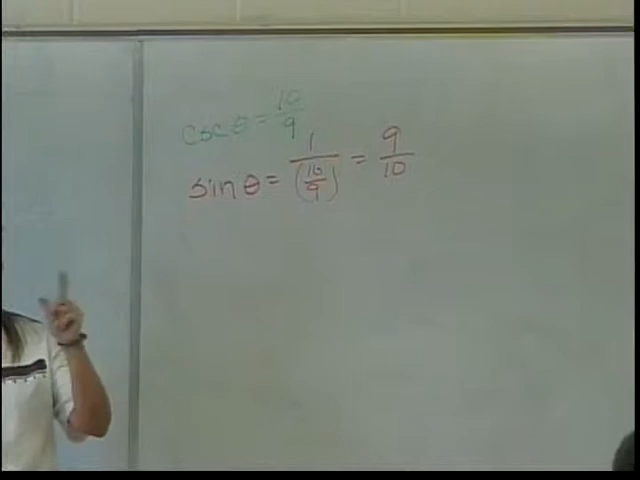 csc θ = 10/9
sin θ = 1/(10/9) = 9/10